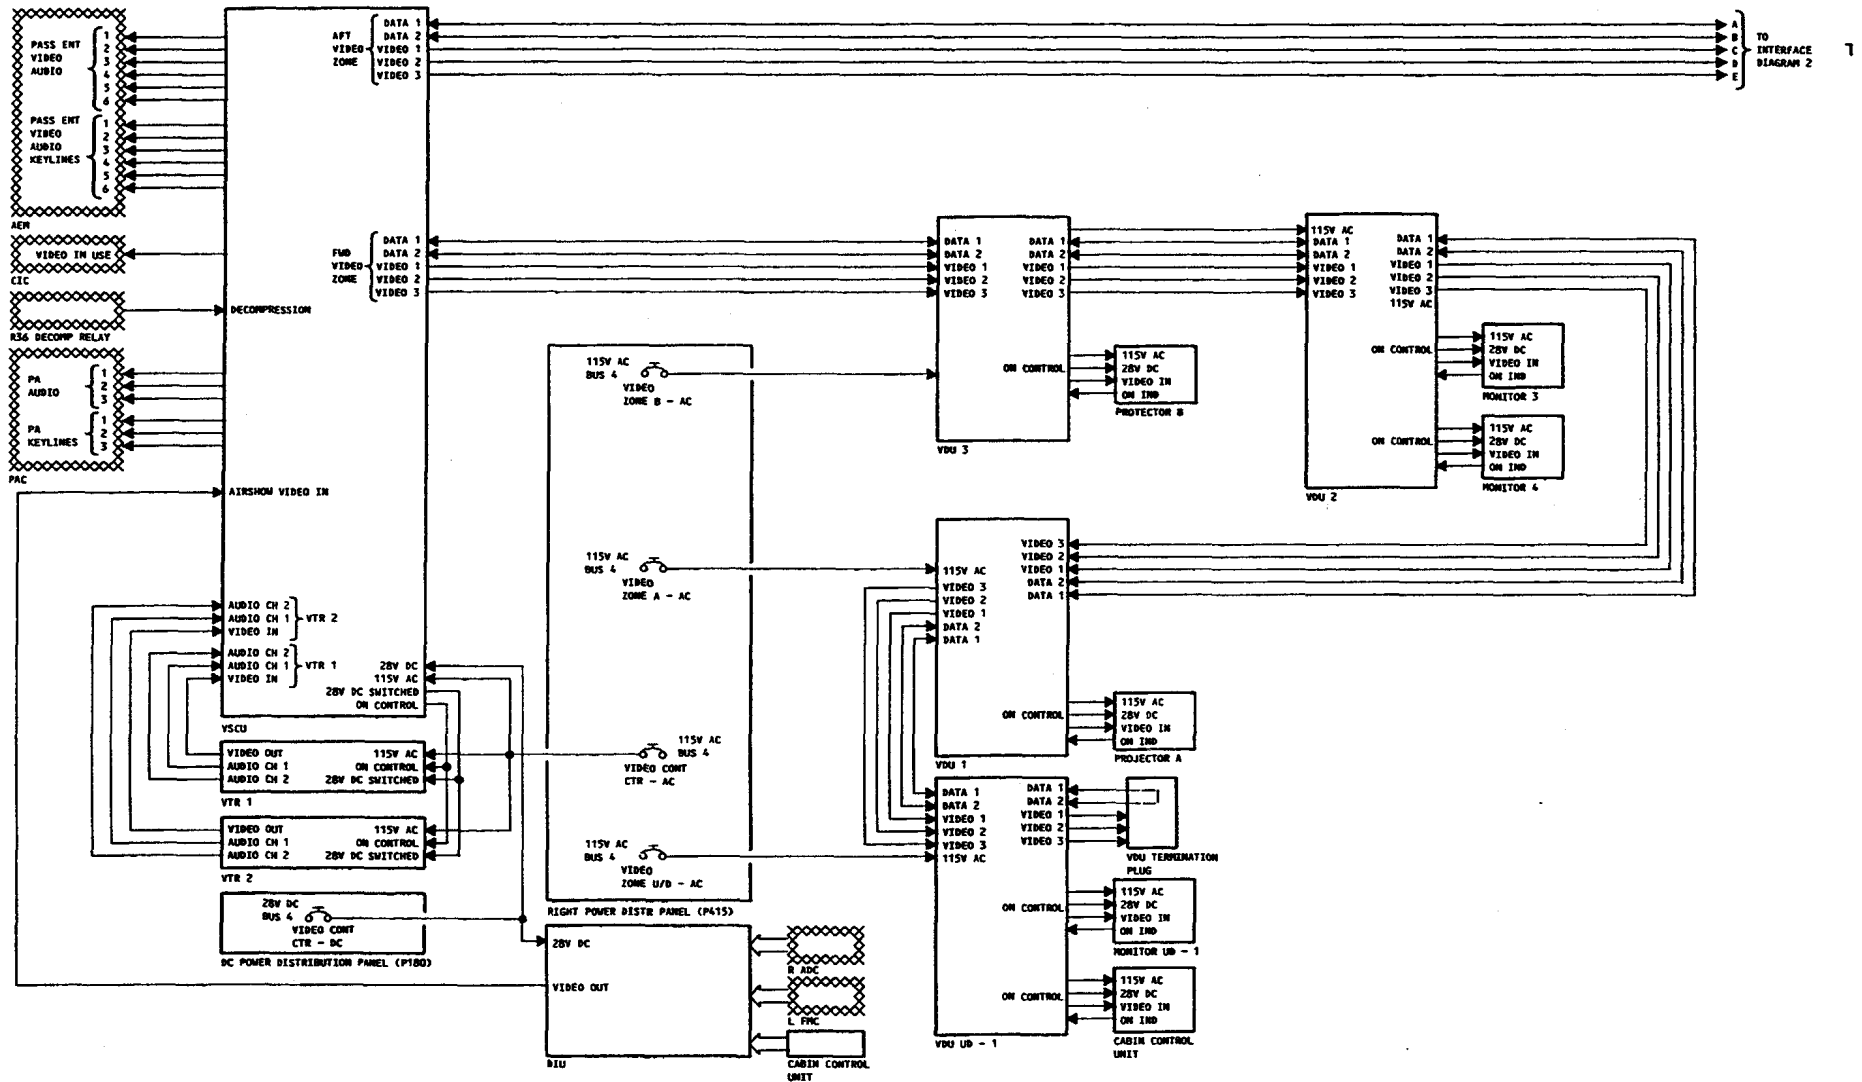 PASS ENT
VIDEO
AUDIO
1
2
3
4
5
6
PASS ENT
VIDEO
AUDIO
KEYLINES
1
2
3
4
5
6
AEM
VIDEO IN USE
CIC
R36 DECOMP RELAY
PA
AUDIO
1
2
3
PA
KEYLINES
1
2
3
PAC
AFT
VIDEO
ZONE
DATA 1
DATA 2
VIDEO 1
VIDEO 2
VIDEO 3
FWD
VIDEO
ZONE
DATA 1
DATA 2
VIDEO 1
VIDEO 2
VIDEO 3
DECOMPRESSION
AIRSHOW VIDEO IN
AUDIO CH 2
AUDIO CH 1
VIDEO IN
VTR 2
AUDIO CH 2
AUDIO CH 1
VIDEO IN
VTR 1
28V DC
115V AC
28V DC SWITCHED
ON CONTROL
VSCU
VIDEO OUT
AUDIO CH 1
AUDIO CH 2
115V AC
ON CONTROL
28V DC SWITCHED
VTR 1
VIDEO OUT
AUDIO CH 1
AUDIO CH 2
115V AC
ON CONTROL
28V DC SWITCHED
VTR 2
28V DC
BUS 4
VIDEO CONT
CTR - DC
DC POWER DISTRIBUTION PANEL (P180)
115V AC
BUS 4
VIDEO
ZONE B - AC
115V AC
BUS 4
VIDEO
ZONE A - AC
115V AC
BUS 4
VIDEO CONT
CTR - AC
115V AC
BUS 4
VIDEO
ZONE U/D - AC
RIGHT POWER DISTR PANEL (P415)
28V DC
VIDEO OUT
DIU
R ADC
L FMC
CABIN CONTROL
UNIT
DATA 1
DATA 2
VIDEO 1
VIDEO 2
VIDEO 3
DATA 1
DATA 2
VIDEO 1
VIDEO 2
VIDEO 3
ON CONTROL
VDU 3
115V AC
28V DC
VIDEO IN
ON IND
PROTECTOR B
115V AC
DATA 1
DATA 2
VIDEO 1
VIDEO 2
VIDEO 3
DATA 1
DATA 2
VIDEO 1
VIDEO 2
VIDEO 3
115V AC
ON CONTROL
ON CONTROL
VDU 2
115V AC
28V DC
VIDEO IN
ON IND
MONITOR 3
115V AC
28V DC
VIDEO IN
ON IND
MONITOR 4
VIDEO 3
VIDEO 2
VIDEO 1
DATA 2
DATA 1
115V AC
VIDEO 3
VIDEO 2
VIDEO 1
DATA 2
DATA 1
ON CONTROL
VDU 1
115V AC
28V DC
VIDEO IN
ON IND
PROJECTOR A
DATA 1
DATA 2
VIDEO 1
VIDEO 2
VIDEO 3
115V AC
DATA 1
DATA 2
VIDEO 1
VIDEO 2
VIDEO 3
ON CONTROL
ON CONTROL
VDU UD - 1
VDU TERMINATION
PLUG
115V AC
28V DC
VIDEO IN
ON IND
MONITOR UD - 1
115V AC
28V DC
VIDEO IN
ON IND
CABIN CONTROL
UNIT
A
B
C
D
E
TO
INTERFACE
DIAGRAM 2